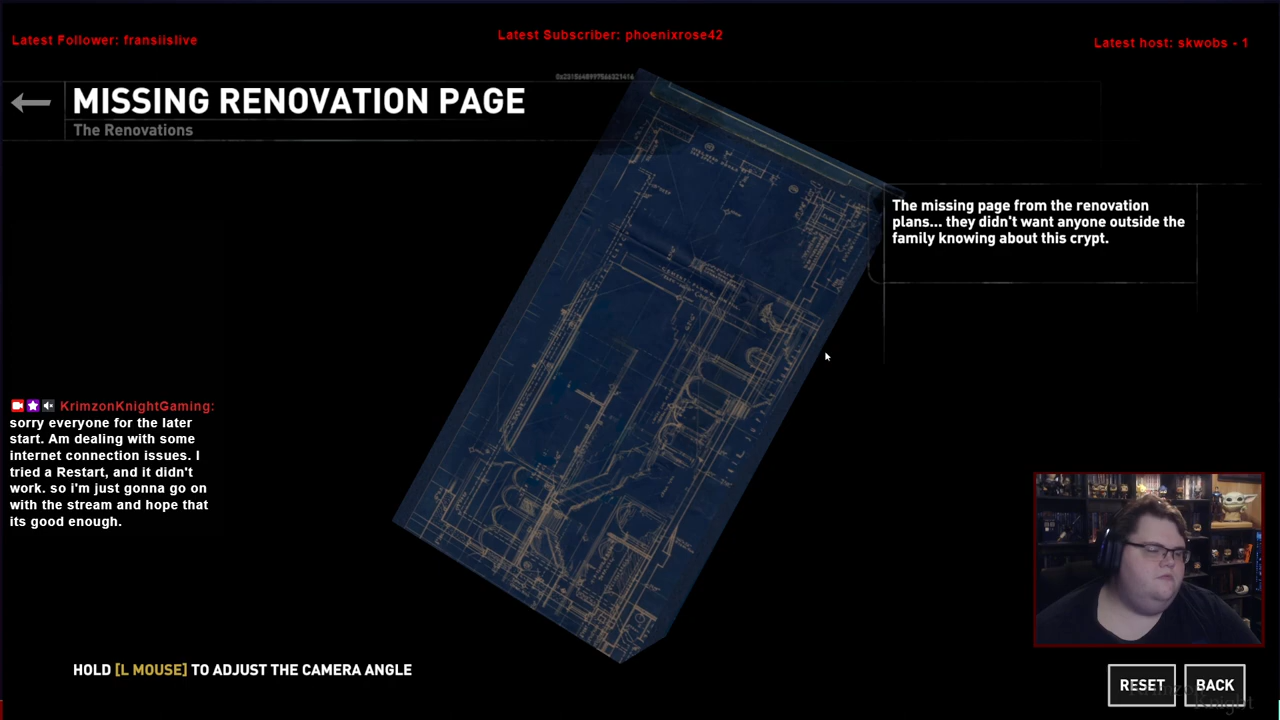 Latest Follower: fransiislive
Latest Subscriber: phoenixrose42
Latest host: skwobs - 1
MISSING RENOVATION PAGE
The Renovations
The missing page from the renovation
plans... they didn't want anyone outside the
family knowing about this crypt.
KrimzonKnightGaming:
sorry everyone for the later
start. Am dealing with some
internet connection issues. I
tried a Restart, and it didn't
work. so i'm just gonna go on
with the stream and hope that
its good enough.
HOLD [L MOUSE] TO ADJUST THE CAMERA ANGLE
RESET
BACK